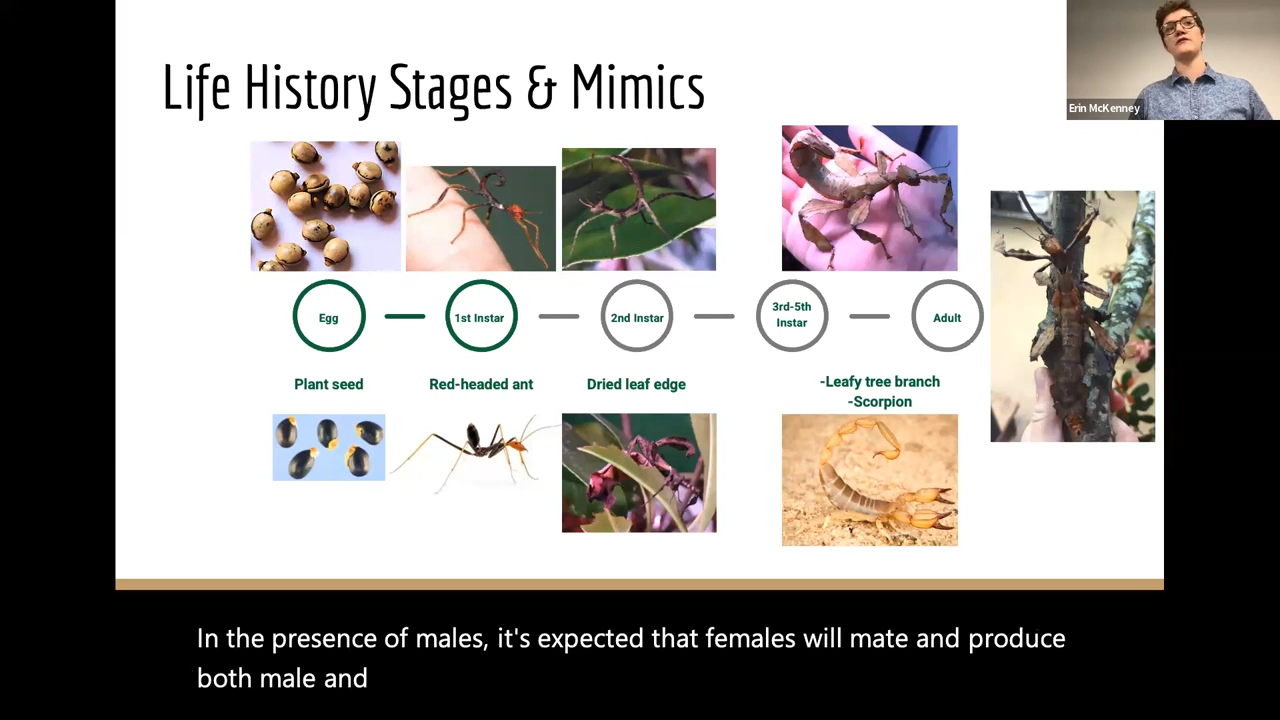 Life History Stages & Mimics
Erin McKenney
Egg
1st Instar
2nd Instar
3rd-5th
Instar
Adult
Plant seed
Red-headed ant
Dried leaf edge
-Leafy tree branch
-Scorpion
In the presence of males, it's expected that females will mate and produce
both male and